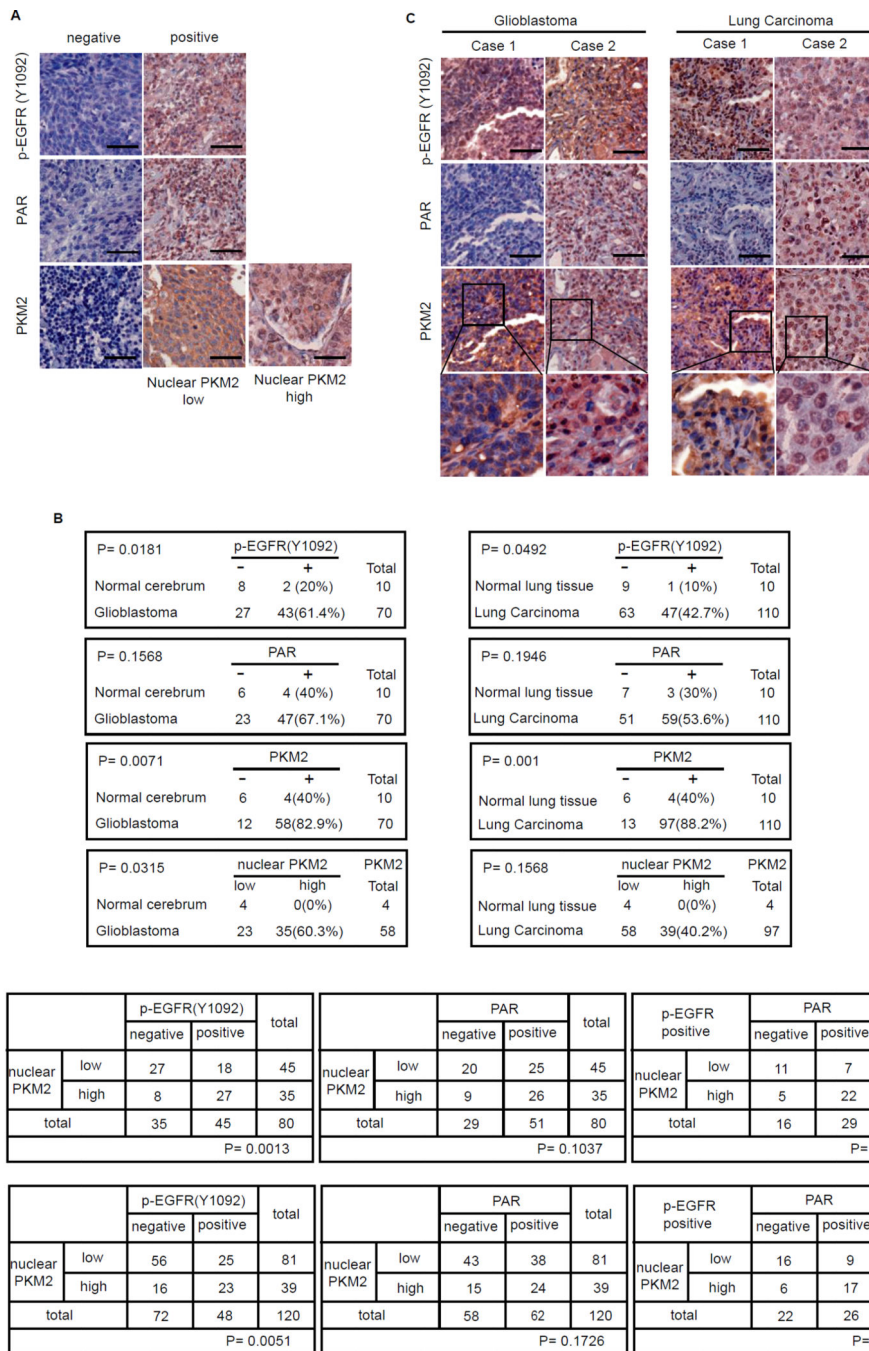 A
negative positive
p-EGFR (Y1092)
PAR
PKM2
Nuclear PKM2
low
Nuclear PKM2
high
C
Glioblastoma Lung Carcinoma
Case 1 Case 2 Case 1 Case 2
p-EGFR (Y1092)
PAR
PKM2
B
P= 0.0181 p-EGFR(Y1092)
- + Total
Normal cerebrum 8 2 (20%) 10
Glioblastoma 27 43(61.4%) 70
P= 0.1568 PAR
- + Total
Normal cerebrum 6 4 (40%) 10
Glioblastoma 23 47(67.1%) 70
P= 0.0071 PKM2
- + Total
Normal cerebrum 6 4(40%) 10
Glioblastoma 12 58(82.9%) 70
P= 0.0315 nuclear PKM2 PKM2
low high Total
Normal cerebrum 4 0(0%) 4
Glioblastoma 23 35(60.3%) 58
P= 0.0492 p-EGFR(Y1092)
- + Total
Normal lung tissue 9 1 (10%) 10
Lung Carcinoma 63 47(42.7%) 110
P= 0.1946 PAR
- + Total
Normal lung tissue 7 3 (30%) 10
Lung Carcinoma 51 59(53.6%) 110
P= 0.001 PKM2
- + Total
Normal lung tissue 6 4(40%) 10
Lung Carcinoma 13 97(88.2%) 110
P= 0.1568 nuclear PKM2 PKM2
low high Total
Normal lung tissue 4 0(0%) 4
Lung Carcinoma 58 39(40.2%) 97
p-EGFR(Y1092) total
negative positive
nuclear PKM2 low 27 18 45
high 8 27 35
total 35 45 80
P= 0.0013
PAR total
negative positive
low 20 25 45
nuclear PKM2 high 9 26 35
total 29 51 80
P= 0.1037
p-EGFR positive PAR
negative positive
nuclear PKM2 low 11 7
high 5 22
total 16 29
P=
p-EGFR(Y1092) total
negative positive
nuclear PKM2 low 56 25 81
high 16 23 39
total 72 48 120
P= 0.0051
PAR total
negative positive
nuclear PKM2 low 43 38 81
high 15 24 39
total 58 62 120
P= 0.1726
p-EGFR positive PAR
negative positive
nuclear PKM2 low 16 9
high 6 17
total 22 26
P=